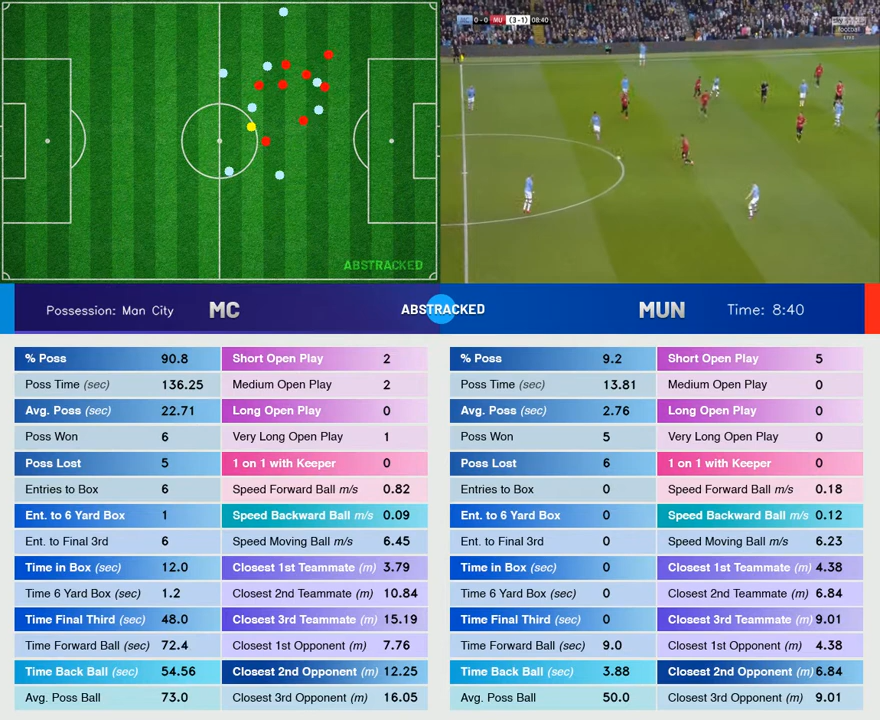 0-0 MU (3-1) 08:40
sky sports
football
LIVE
ABSTRACKED
Possession: Man City MC ABSTRACKED MUN Time: 8:40
% Poss 90.8 Short Open Play 2 % Poss 9.2 Short Open Play 5
Poss Time (sec) 136.25 Medium Open Play 2 Poss Time (sec) 13.81 Medium Open Play 0
Avg. Poss (sec) 22.71 Long Open Play 0 Avg. Poss (sec) 2.76 Long Open Play 0
Poss Won 6 Very Long Open Play 1 Poss Won 5 Very Long Open Play 0
Poss Lost 5 1 on 1 with Keeper 0 Poss Lost 6 1 on 1 with Keeper 0
Entries to Box 6 Speed Forward Ball m/s 0.82 Entries to Box 0 Speed Forward Ball m/s 0.18
Ent. to 6 Yard Box 1 Speed Backward Ball m/s 0.09 Ent. to 6 Yard Box 0 Speed Backward Ball m/s 0.12
Ent. to Final 3rd 6 Speed Moving Ball m/s 6.45 Ent. to Final 3rd 0 Speed Moving Ball m/s 6.23
Time in Box (sec) 12.0 Closest 1st Teammate (m) 3.79 Time in Box (sec) 0 Closest 1st Teammate (m) 4.38
Time 6 Yard Box (sec) 1.2 Closest 2nd Teammate (m) 10.84 Time 6 Yard Box (sec) 0 Closest 2nd Teammate (m) 6.84
Time Final Third (sec) 48.0 Closest 3rd Teammate (m) 15.19 Time Final Third (sec) 0 Closest 3rd Teammate (m) 9.01
Time Forward Ball (sec) 72.4 Closest 1st Opponent (m) 7.76 Time Forward Ball (sec) 9.0 Closest 1st Opponent (m) 4.38
Time Back Ball (sec) 54.56 Closest 2nd Opponent (m) 12.25 Time Back Ball (sec) 3.88 Closest 2nd Opponent (m) 6.84
Avg. Poss Ball 73.0 Closest 3rd Opponent (m) 16.05 Avg. Poss Ball 50.0 Closest 3rd Opponent (m) 9.01